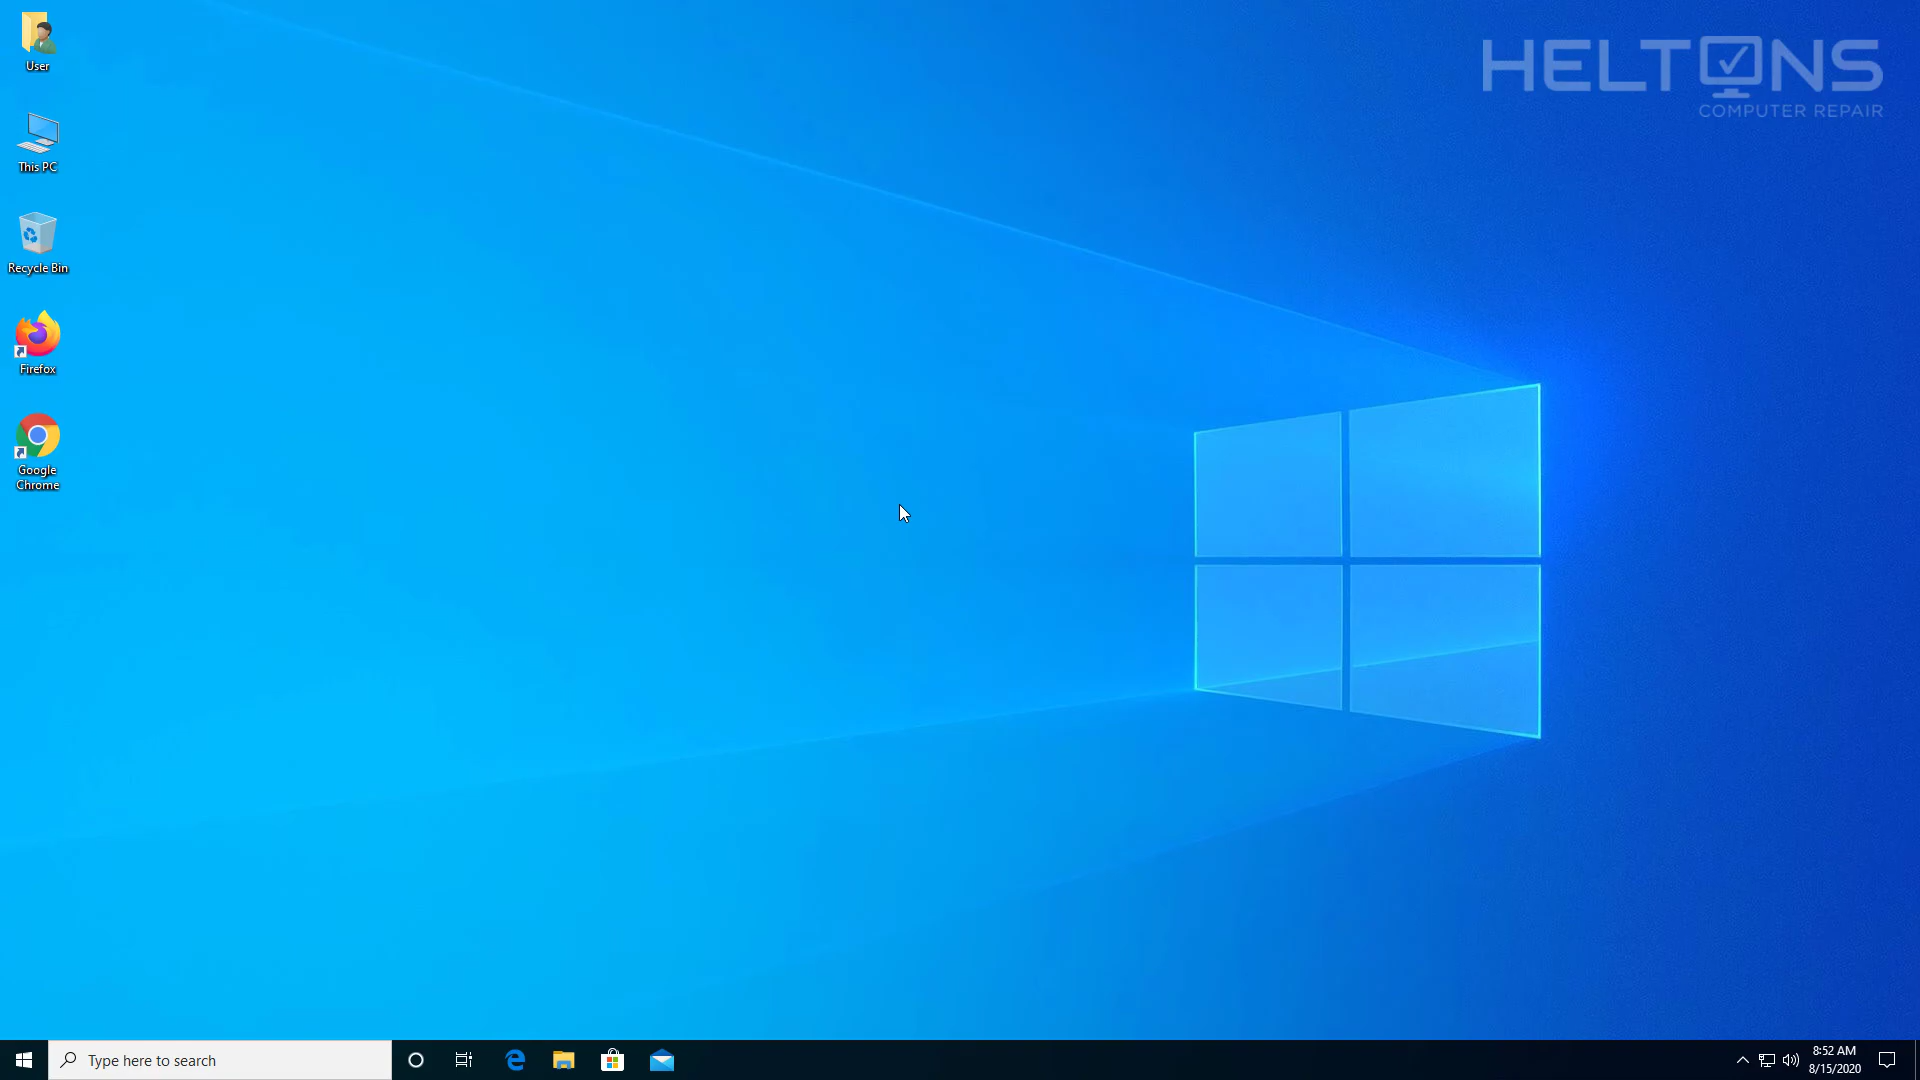 User
This PC
Recycle Bin
Firefox
Google
Chrome
HELTONS
COMPUTER REPAIR
Type here to search
8:52 AM
8/15/2020